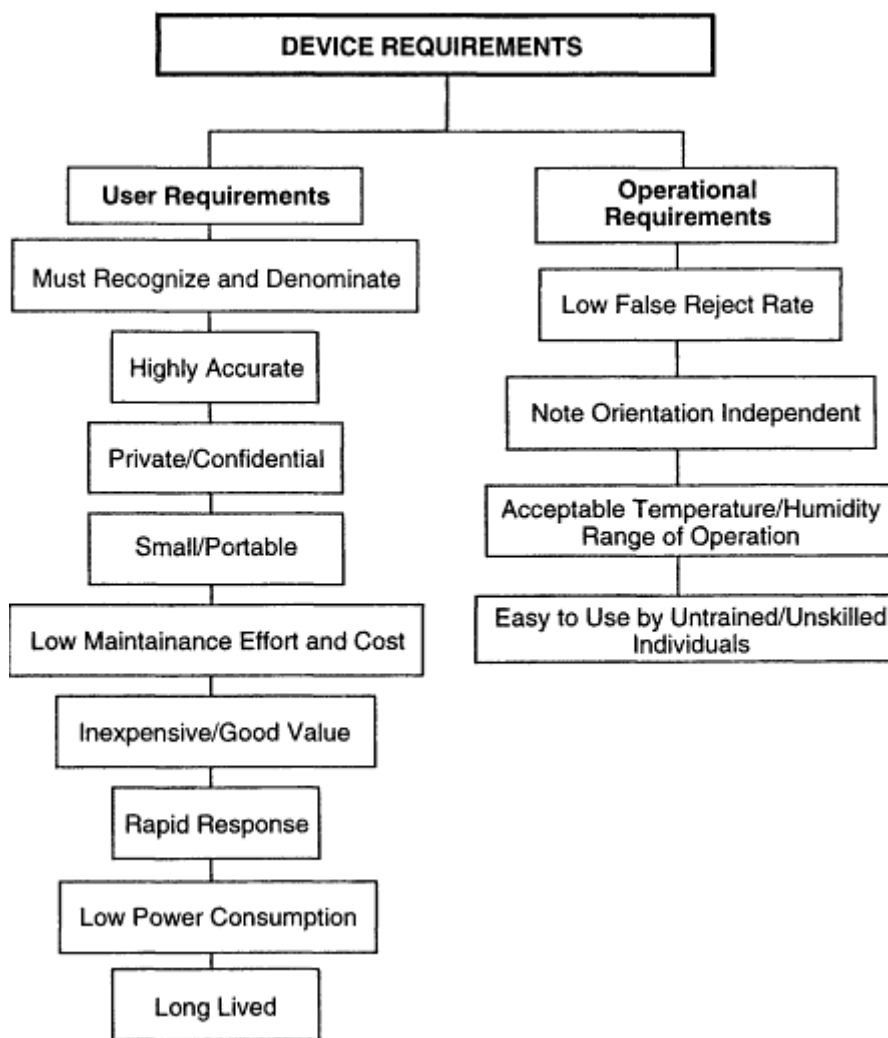 DEVICE REQUIREMENTS
User Requirements
Must Recognize and Denominate
Highly Accurate
Private/Confidential
Small/Portable
Low Maintainance Effort and Cost
Inexpensive/Good Value
Rapid Response
Low Power Consumption
Long Lived
Operational
Requirements
Low False Reject Rate
Note Orientation Independent
Acceptable Temperature/Humidity
Range of Operation
Easy to Use by Untrained/Unskilled
Individuals